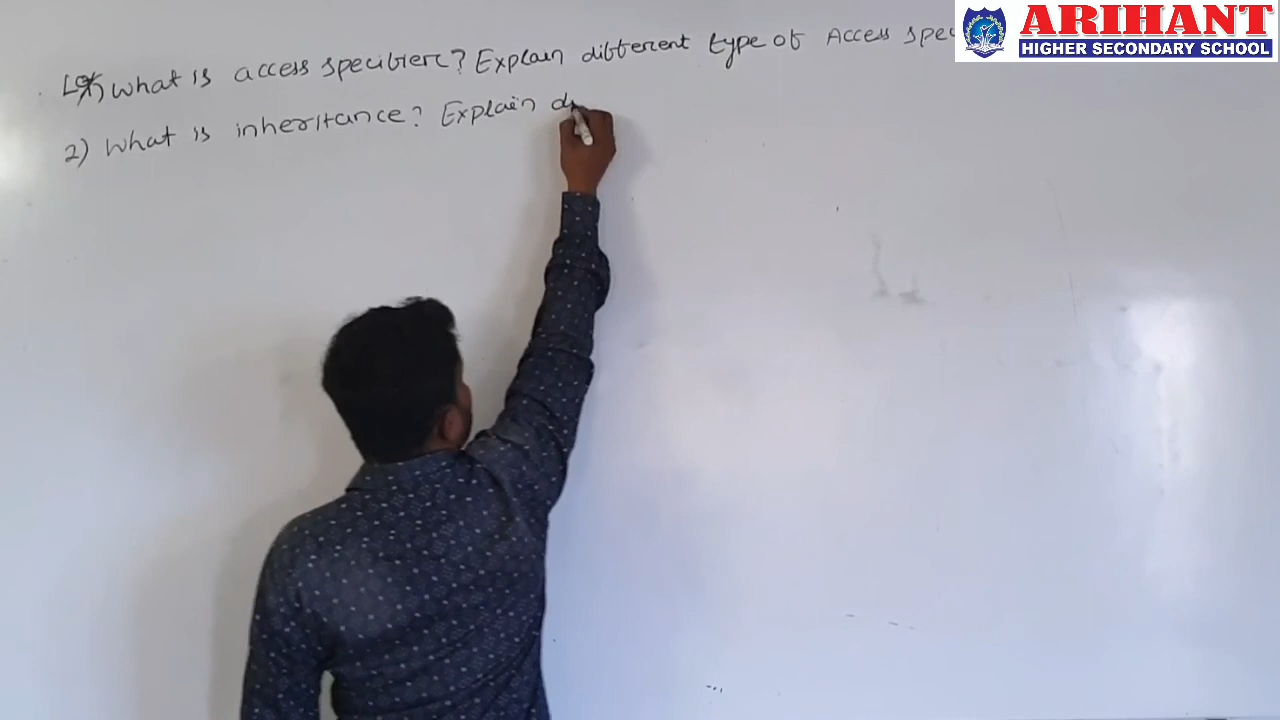 What is access specifier? Explain different type of Access spec
2) What is inheritance? Explain
ARIHANT
HIGHER SECONDARY SCHOOL